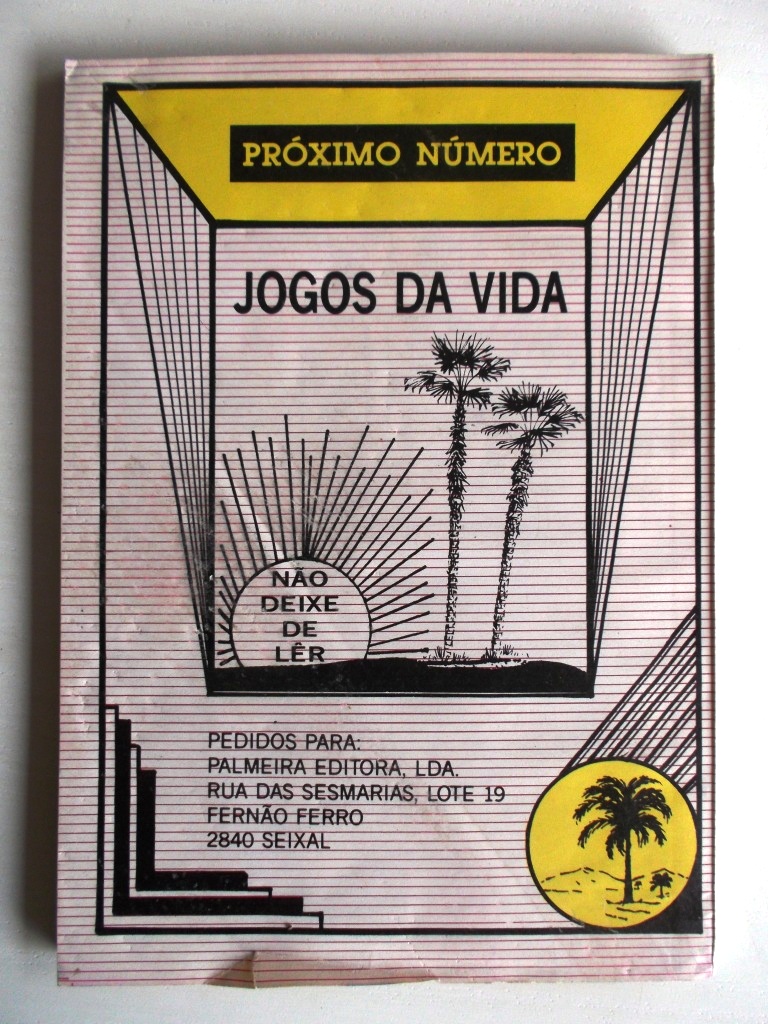 PRÓXIMO NÚMERO
JOGOS DA VIDA
NÃO
DEIXE
DE
LÊR
PEDIDOS PARA:
PALMEIRA EDITORA, LDA.
RUA DAS SESMARIAS, LOTE 19
FERNÃO FERRO
2840 SEIXAL